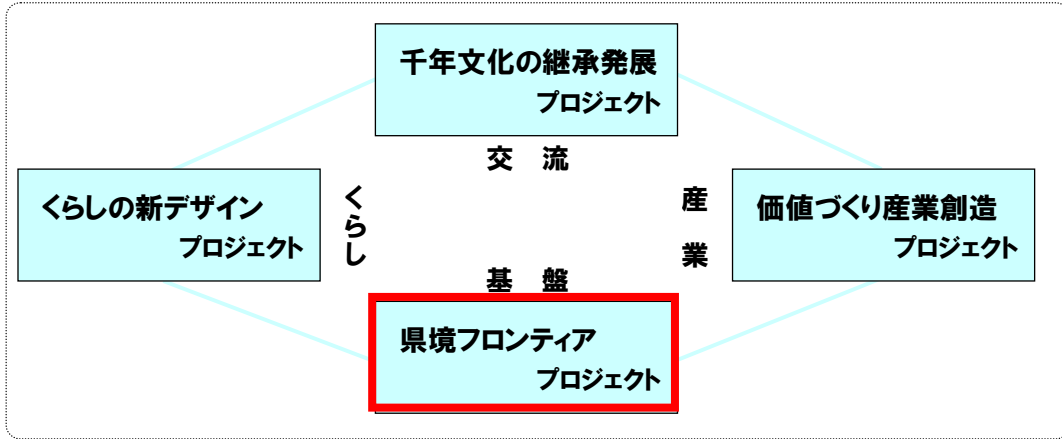 千年文化の継承発展
プロジェクト
交 流
くらしの新デザイン
プロジェクト
くらし
産 業
価値づくり産業創造
プロジェクト
基 盤
県境フロンティア
プロジェクト